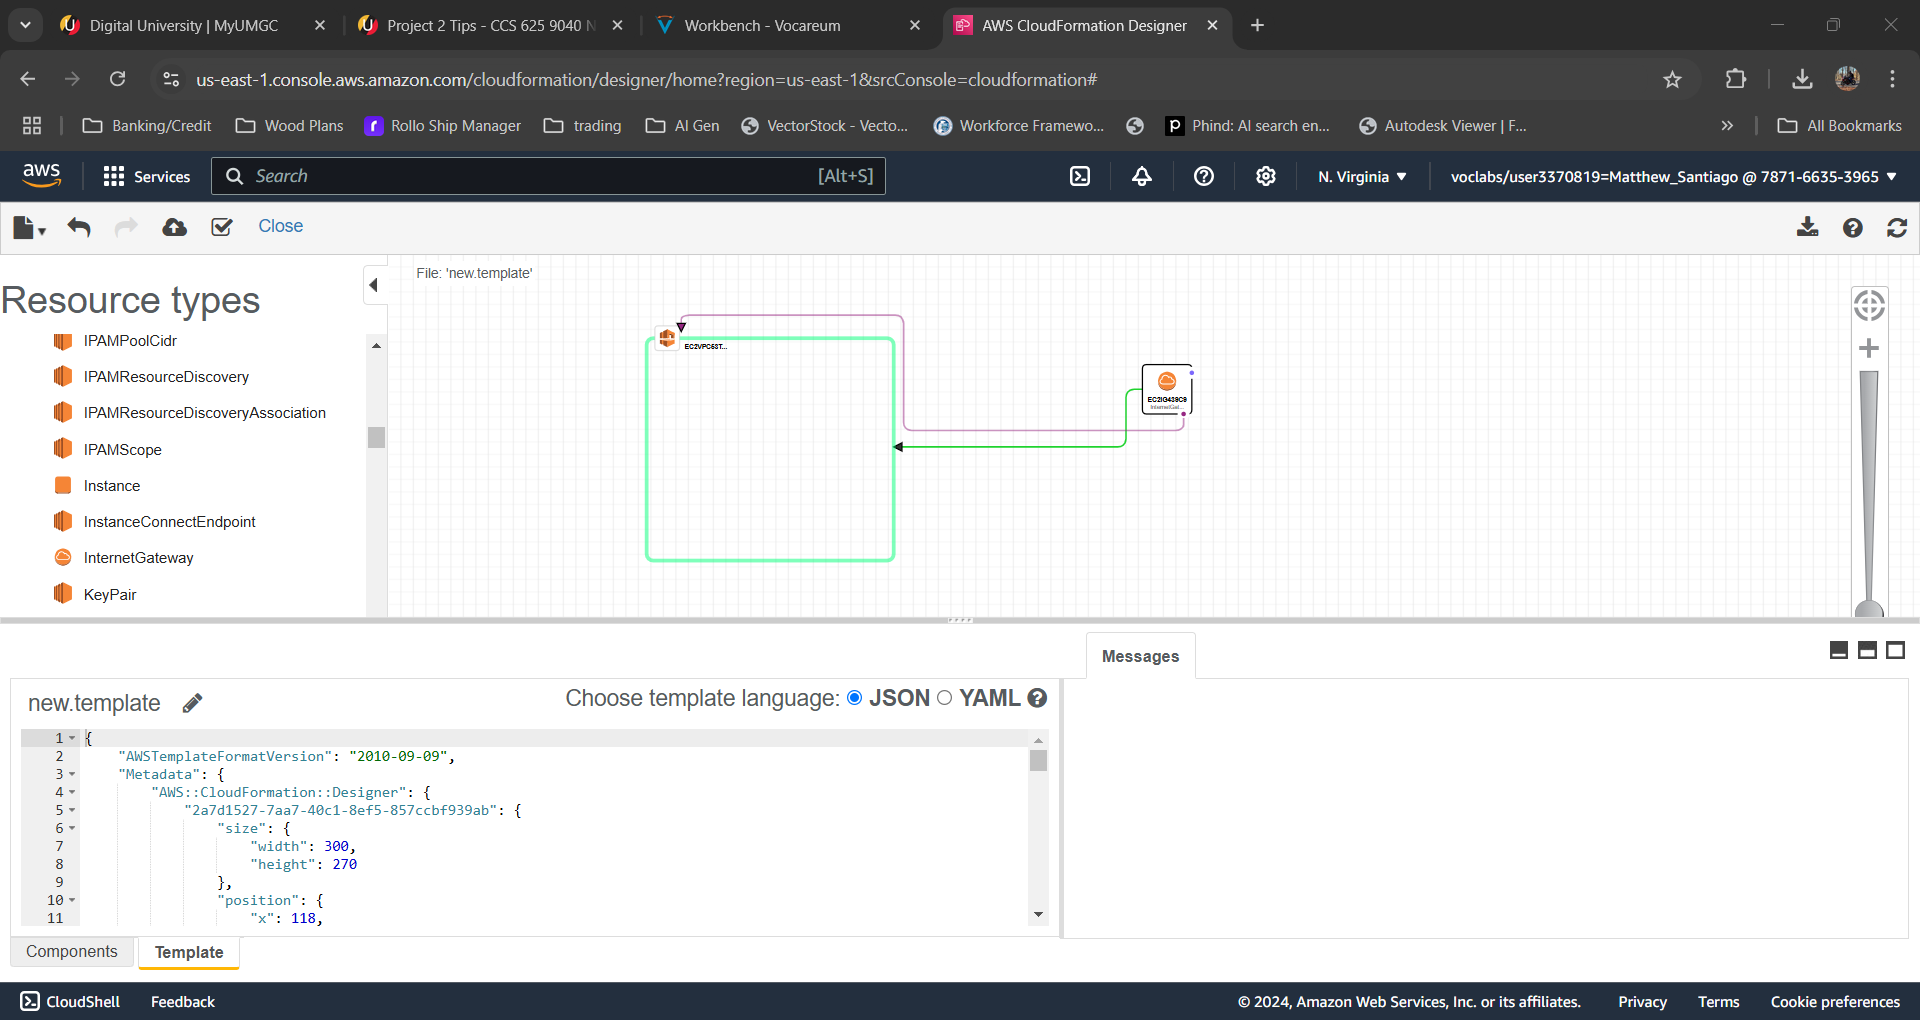 Digital University | MyUMGC
Project 2 Tips - CCS 625 9040
Workbench - Vocareum
AWS CloudFormation Designer
us-east-1.console.aws.amazon.com/cloudformation/designer/home?region=us-east-1&srcConsole=cloudformation#
Banking/Credit
Wood Plans
Rollo Ship Manager
trading
AI Gen
VectorStock - Vecto...
Workforce Framewo...
Phind: AI search en...
Autodesk Viewer | F...
All Bookmarks
aws
Services
Search
[Alt+S]
N. Virginia
voclabs/user3370819=Matthew_Santiago @ 7871-6635-3965
Close
Resource types
IPAMPoolCidr
IPAMResourceDiscovery
IPAMResourceDiscoveryAssociation
IPAMScope
Instance
InstanceConnectEndpoint
InternetGateway
KeyPair
File: 'new.template'
EC2VPC53T...
EC2IG439C9
InternetGat...
Messages
new.template
Choose template language: JSON YAML
1 {
2 "AWSTemplateFormatVersion": "2010-09-09",
3 "Metadata": {
4 "AWS::CloudFormation::Designer": {
5 "2a7d1527-7aa7-40c1-8ef5-857ccbf939ab": {
6 "size": {
7 "width": 300,
8 "height": 270
9 },
10 "position": {
11 "x": 118,
Components
Template
CloudShell
Feedback
© 2024, Amazon Web Services, Inc. or its affiliates.
Privacy
Terms
Cookie preferences